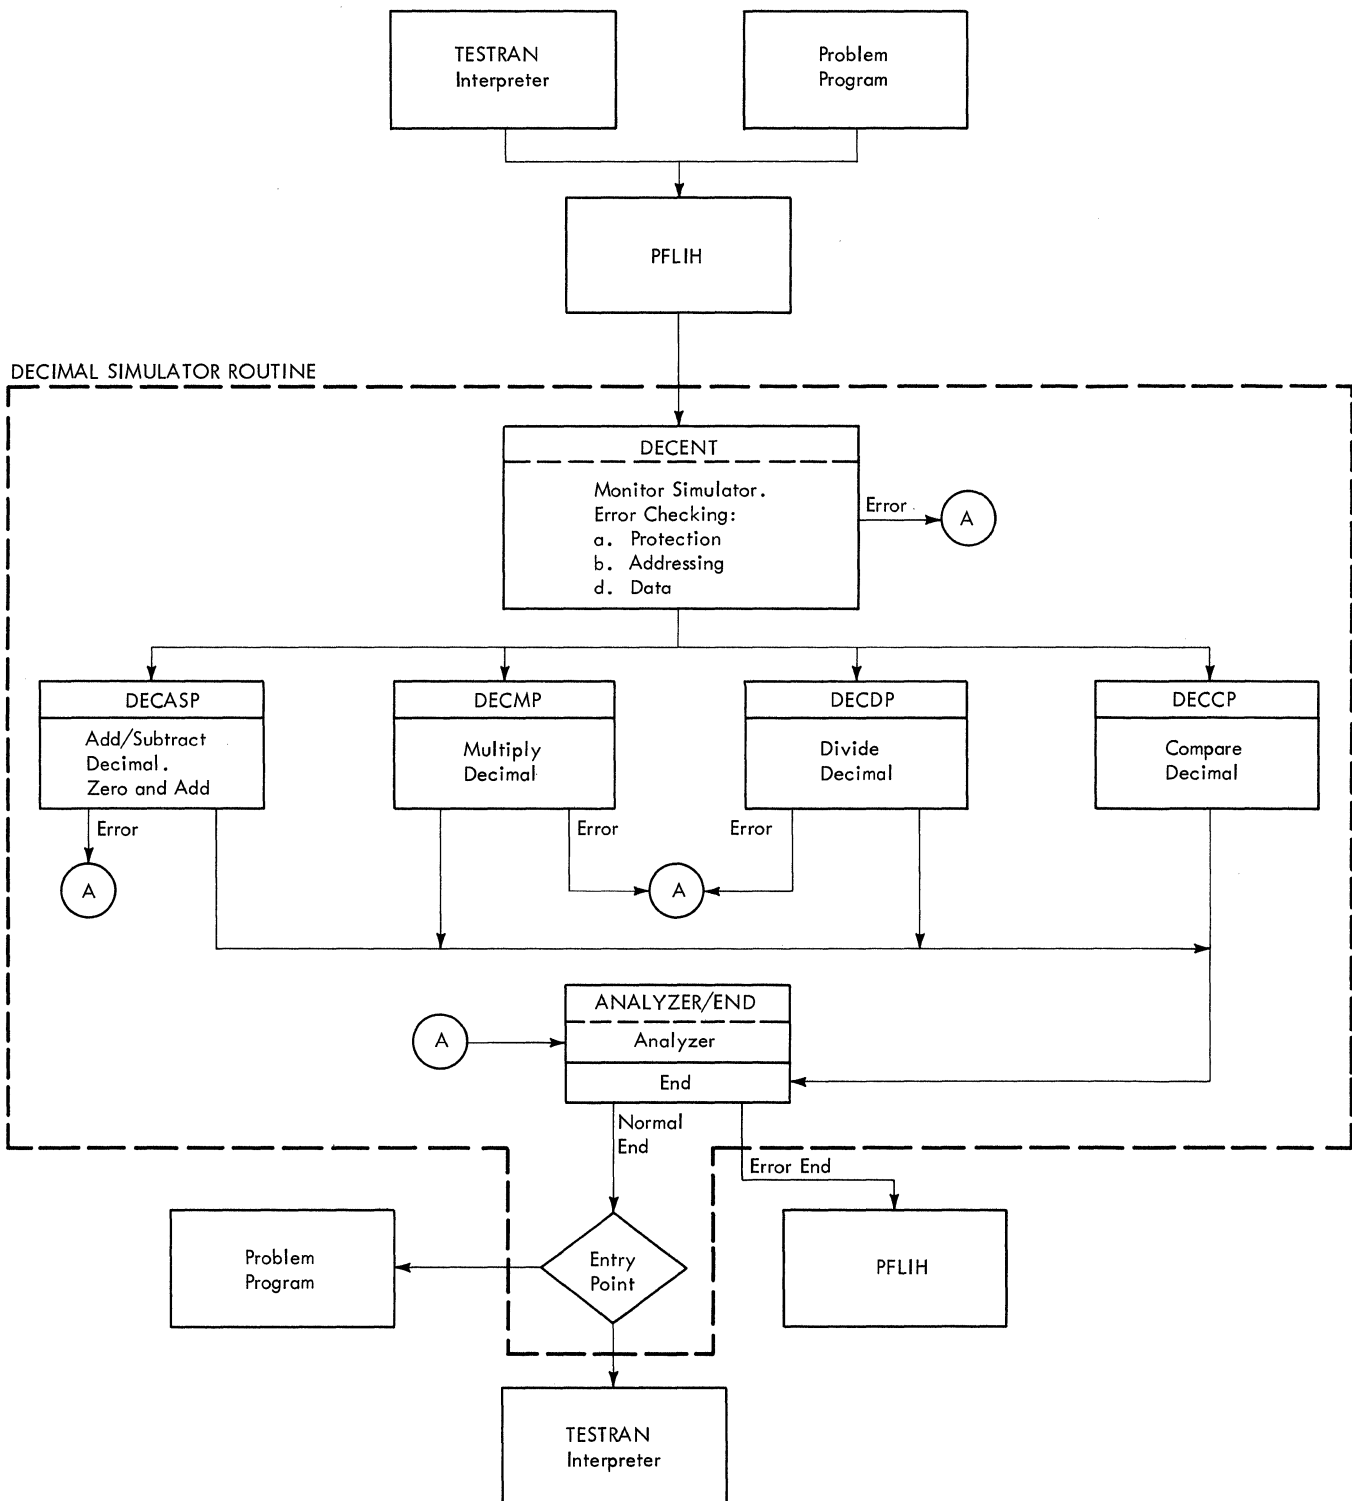 TESTRAN
Interpreter
Problem
Program
PFLIH
DECIMAL SIMULATOR ROUTINE
DECENT
Monitor Simulator.
Error Checking:
a. Protection
b. Addressing
d. Data
Error
A
DECASP
Add/Subtract
Decimal.
Zero and Add
DECMP
Multiply
Decimal
DECDP
Divide
Decimal
DECCP
Compare
Decimal
Error
Error
Error
A
A
ANALYZER/END
A
Analyzer
End
Normal
End
Error End
Problem
Program
Entry
Point
PFLIH
TESTRAN
Interpreter